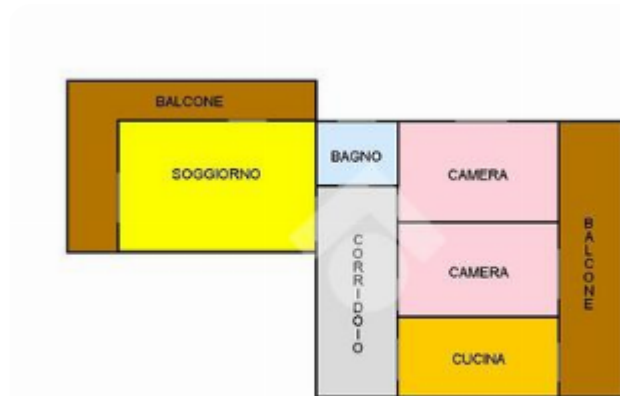 BALCONE
SOGGIORNO
BAGNO
CAMERA
CORRIDOIO
CAMERA
BALCONE
CUCINA